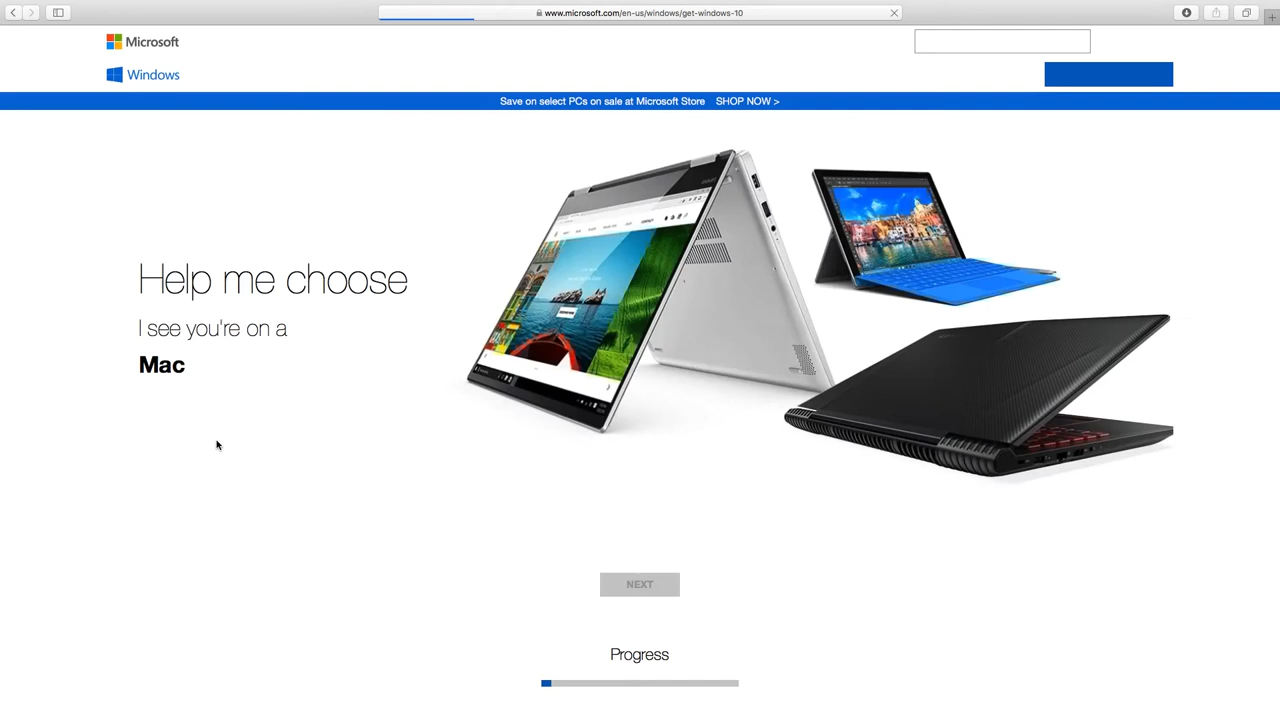 www.microsoft.com/en-us/windows/get-windows-10
Microsoft
Windows
Save on select PCs on sale at Microsoft Store SHOP NOW >
Help me choose
I see you're on a
Mac
NEXT
Progress